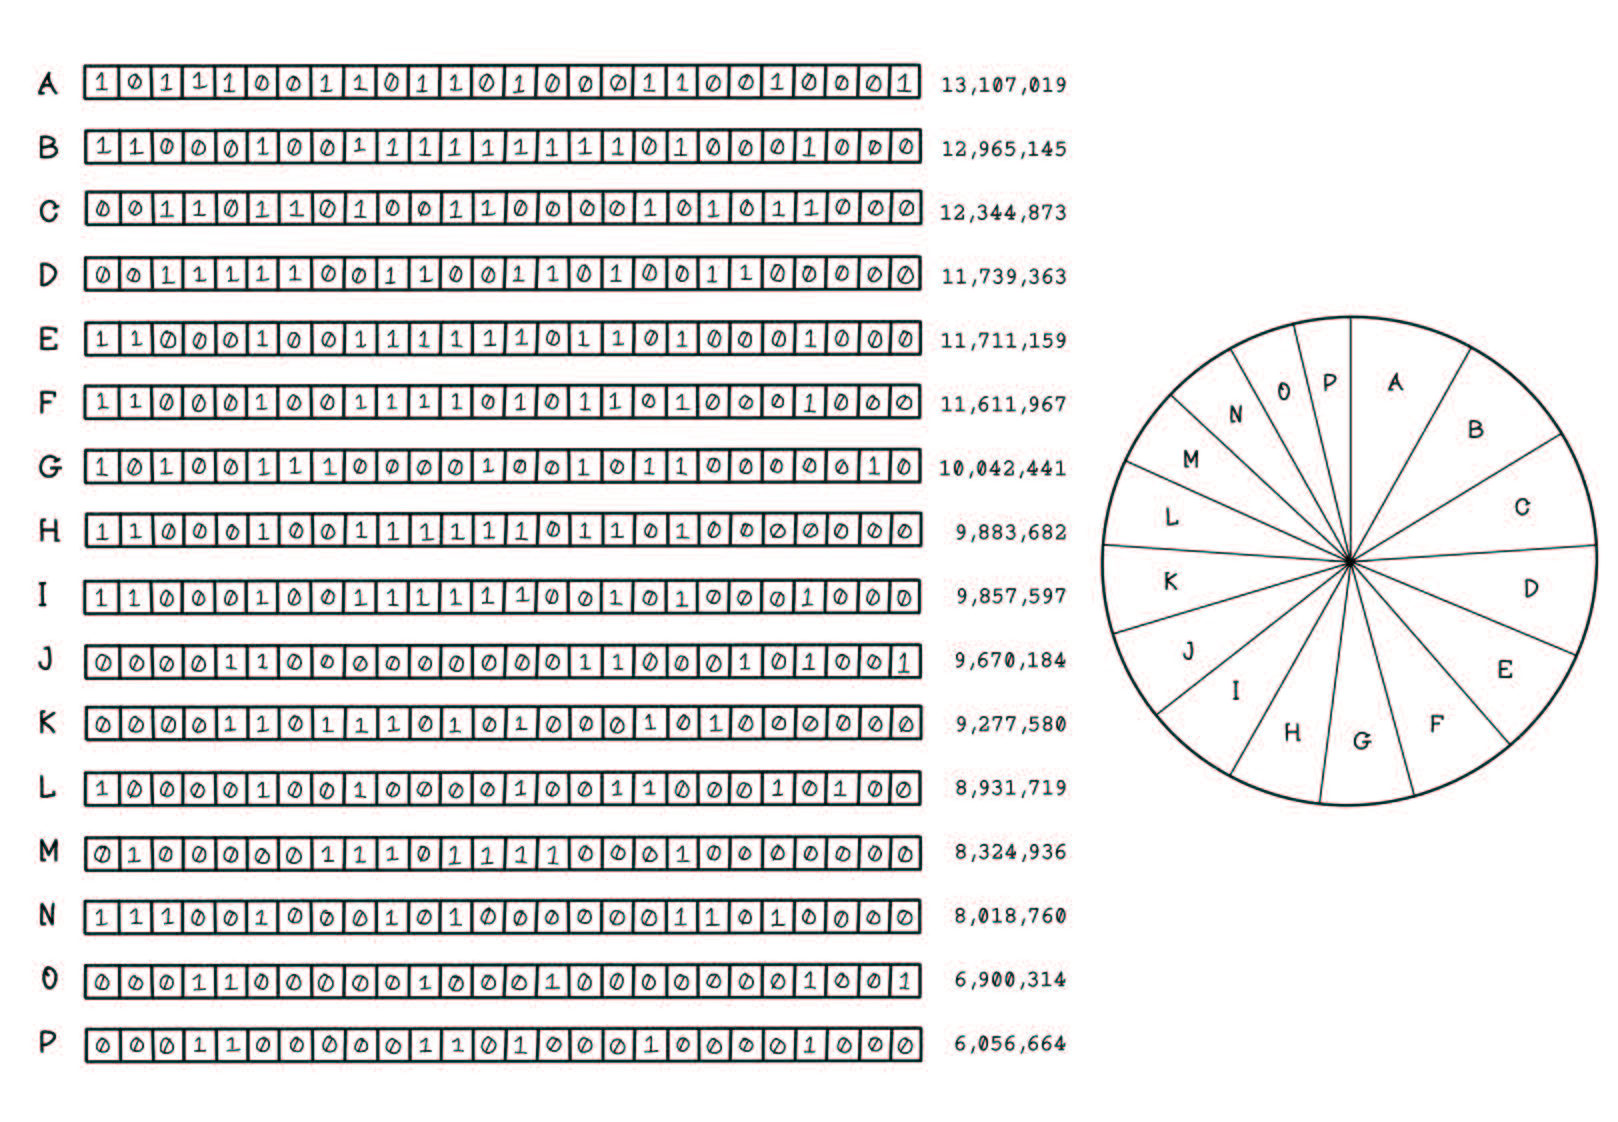 A 1 0 1 1 1 0 0 1 1 0 1 1 0 1 0 0 0 1 1 0 0 1 0 0 0 1 13,107,019
B 1 1 0 0 0 1 0 0 1 1 1 1 1 1 1 1 1 0 1 0 0 0 1 0 0 0 12,965,145
C 0 0 1 1 0 1 1 0 1 0 0 1 1 0 0 0 0 1 0 1 0 1 1 0 0 0 12,344,873
D 0 0 1 1 1 1 1 0 0 1 1 0 0 1 1 0 1 0 0 1 1 0 0 0 0 0 11,739,363
E 1 1 0 0 0 1 0 0 1 1 1 1 1 1 0 1 1 0 1 0 0 0 1 0 0 0 11,711,159
F 1 1 0 0 0 1 0 0 1 1 1 1 0 1 0 1 1 0 1 0 0 0 1 0 0 0 11,611,967
G 1 0 1 0 0 1 1 1 0 0 0 0 1 0 0 1 0 1 1 0 0 0 0 0 1 0 10,042,441
H 1 1 0 0 0 1 0 0 1 1 1 1 1 1 0 1 1 0 1 0 0 0 0 0 0 0 9,883,682
I 1 1 0 0 0 1 0 0 1 1 1 1 1 1 0 0 1 0 1 0 0 0 1 0 0 0 9,857,597
J 0 0 0 0 1 1 0 0 0 0 0 0 0 0 0 1 1 0 0 0 1 0 1 0 0 1 9,670,184
K 0 0 0 0 1 1 0 1 1 1 0 1 0 1 0 0 0 1 0 1 0 0 0 0 0 0 9,277,580
L 1 0 0 0 0 1 0 0 1 0 0 0 0 1 0 0 1 1 0 0 0 1 0 1 0 0 8,931,719
M 0 1 0 0 0 0 0 1 1 1 0 1 1 1 1 0 0 0 1 0 0 0 0 0 0 0 8,324,936
N 1 1 1 0 0 1 0 0 0 1 0 1 0 0 0 0 0 0 1 1 0 1 0 0 0 0 8,018,760
O 0 0 0 1 1 0 0 0 0 0 1 0 0 0 1 0 0 0 0 0 0 0 1 0 0 1 6,900,314
P 0 0 0 1 1 0 0 0 0 0 1 1 0 1 0 0 0 1 0 0 0 0 1 0 0 0 6,056,664
A
B
C
D
E
F
G
H
I
J
K
L
M
N
O
P